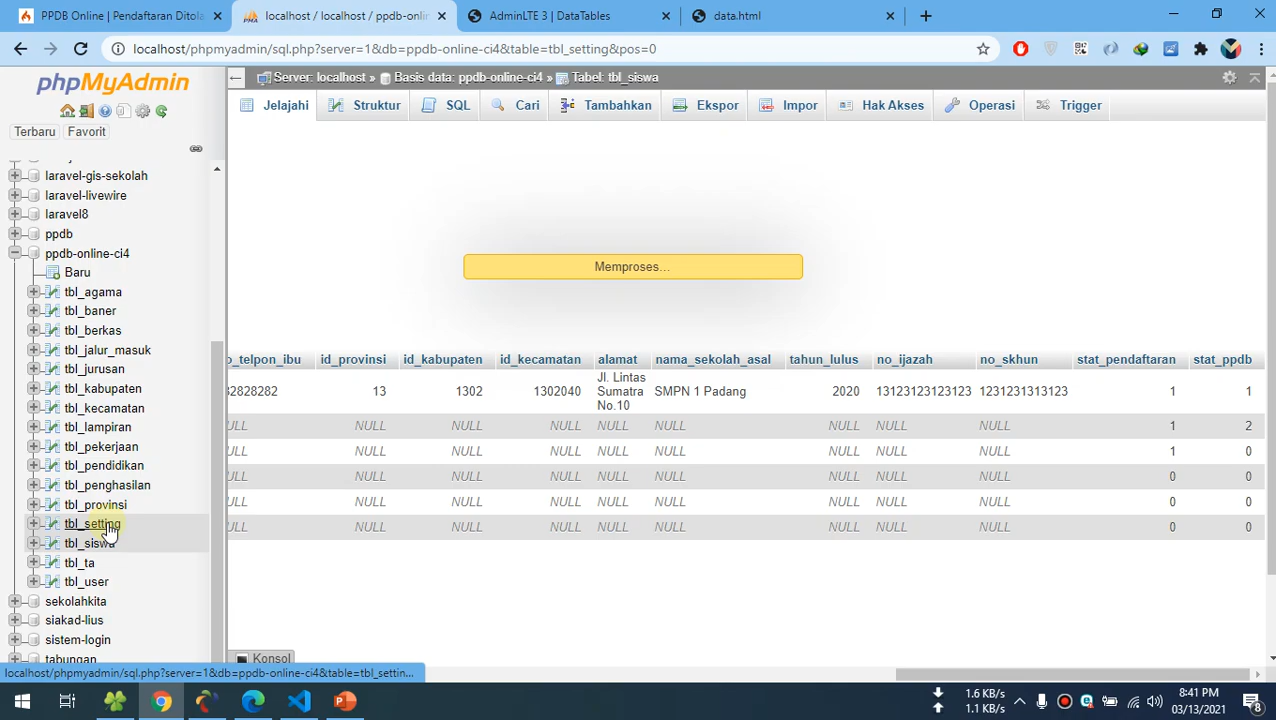 PPDB Online | Pendaftaran Ditola
localhost / localhost / ppdb-onlin
AdminLTE 3 | DataTables
data.html
localhost/phpmyadmin/sql.php?server=1&db=ppdb-online-ci4&table=tbl_setting&pos=0
phpMyAdmin
Terbaru
Favorit
laravel-gis-sekolah
laravel-livewire
laravel8
ppdb
ppdb-online-ci4
Baru
tbl_agama
tbl_baner
tbl_berkas
tbl_jalur_masuk
tbl_jurusan
tbl_kabupaten
tbl_kecamatan
tbl_lampiran
tbl_pekerjaan
tbl_pendidikan
tbl_penghasilan
tbl_provinsi
tbl_setting
tbl_siswa
tbl_ta
tbl_user
sekolahkita
siakad-lius
sistem-login
tabungan
Server: localhost » Basis data: ppdb-online-ci4 » Tabel: tbl_siswa
Jelajahi Struktur SQL Cari Tambahkan Ekspor Impor Hak Akses Operasi Trigger
Memproses...
o_telpon_ibu id_provinsi id_kabupaten id_kecamatan alamat nama_sekolah_asal tahun_lulus no_ijazah no_skhun stat_pendaftaran stat_ppdb
32828282 13 1302 1302040 Jl. Lintas Sumatra No.10 SMPN 1 Padang 2020 13123123123123 1231231313123 1 1
ULL NULL NULL NULL NULL NULL NULL NULL NULL 1 2
ULL NULL NULL NULL NULL NULL NULL NULL NULL 1 0
ULL NULL NULL NULL NULL NULL NULL NULL NULL 0 0
ULL NULL NULL NULL NULL NULL NULL NULL NULL 0 0
ULL NULL NULL NULL NULL NULL NULL NULL NULL 0 0
Konsol
localhost/phpmyadmin/sql.php?server=1&db=ppdb-online-ci4&table=tbl_settin...
1.6 KB/s
1.1 KB/s
8:41 PM
03/13/2021
8